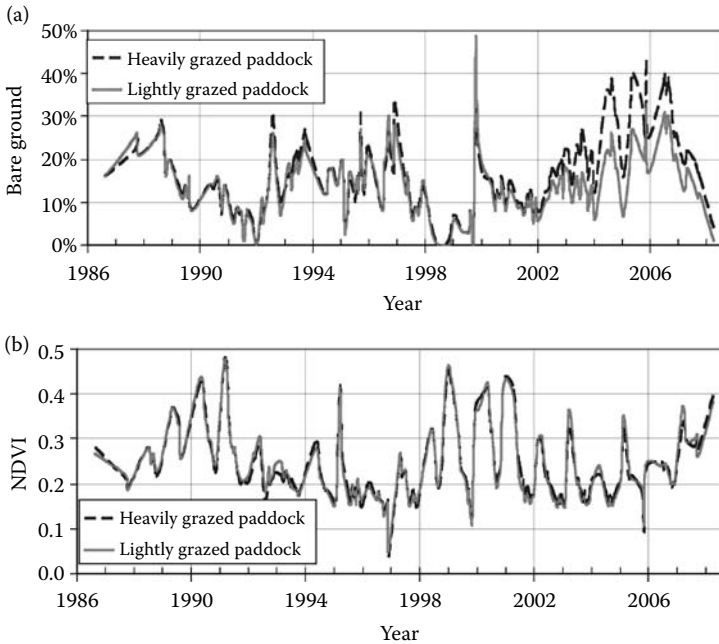 (a)
50%
40%
30%
20%
10%
0%
Bare ground
Heavily grazed paddock
Lightly grazed paddock
1986 1990 1994 1998 2002 2006
Year
(b)
0.5
0.4
0.3
0.2
0.1
0.0
NDVI
Heavily grazed paddock
Lightly grazed paddock
1986 1990 1994 1998 2002 2006
Year